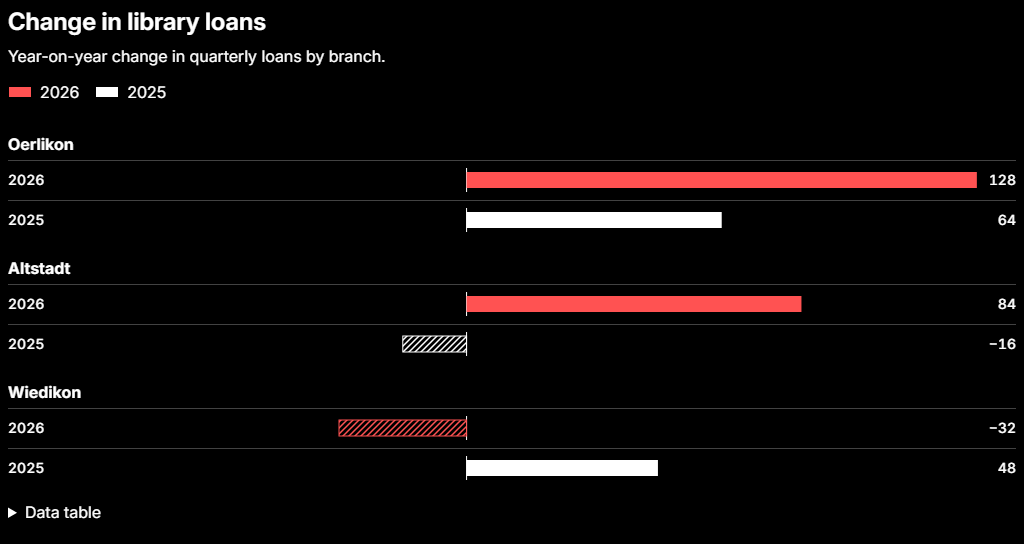 Change in library loans
Year-on-year change in quarterly loans by branch.
2026 2025
Oerlikon
2026 128
2025 64
Altstadt
2026 84
2025 −16
Wiedikon
2026 −32
2025 48
Data table